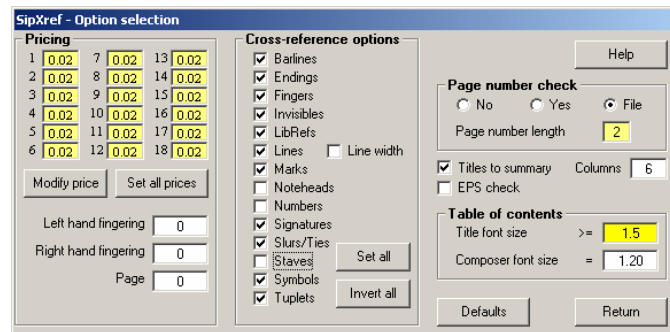 SipXref - Option selection
Pricing
1 0.02 7 0.02 13 0.02
2 0.02 8 0.02 14 0.02
3 0.02 9 0.02 15 0.02
4 0.02 10 0.02 16 0.02
5 0.02 11 0.02 17 0.02
6 0.02 12 0.02 18 0.02
Modify price Set all prices
Left hand fingering 0
Right hand fingering 0
Page 0
Cross-reference options
Barlines
Endings
Fingers
Invisibles
LibRefs
Lines Line width
Marks
Noteheads
Numbers
Signatures
Slurs/Ties
Staves
Symbols
Tuplets
Set all
Invert all
Help
Page number check
No Yes File
Page number length 2
Titles to summary Columns 6
EPS check
Table of contents
Title font size >= 1.5
Composer font size = 1.20
Defaults Return